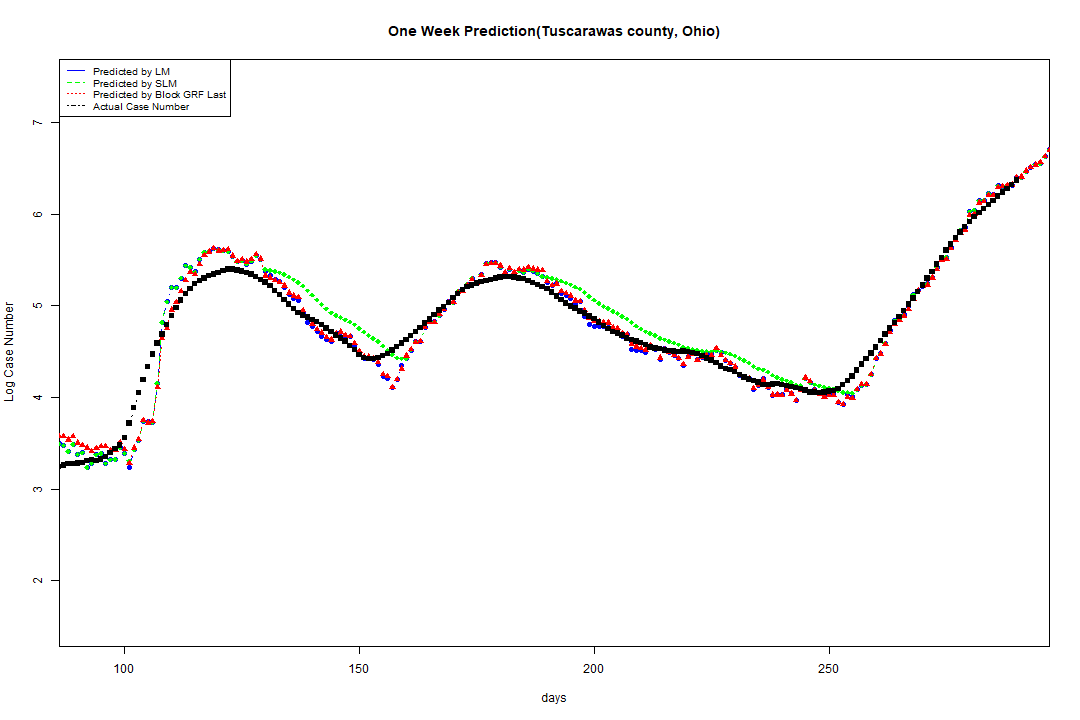 One Week Prediction(Tuscarawas county, Ohio)
Predicted by LM
Predicted by SLM
Predicted by Block GRF Last
Actual Case Number
Log Case Number
7
6
5
4
3
2
100 150 200 250
days